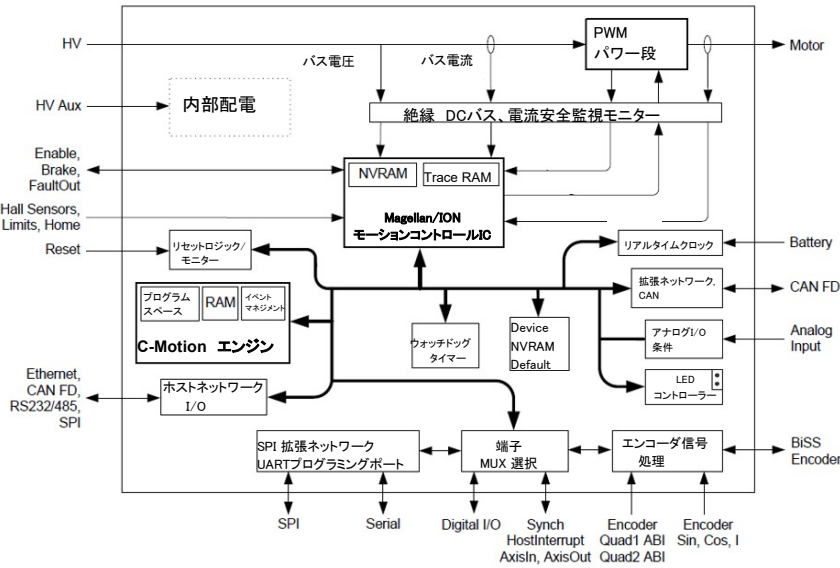 HV
バス電圧
バス電流
PWM
パワー段
Motor
HV Aux
内部配電
絶縁 DCバス、電流安全監視モニター
Enable,
Brake,
FaultOut
NVRAM
Trace RAM
Magellan/ION
モーションコントロールIC
Hall Sensors,
Limits, Home
Reset
リセットロジック/
モニター
リアルタイムクロック
Battery
プログラム
スペース
RAM
イベント
マネジメント
C-Motion エンジン
ウォッチドッグ
タイマー
Device
NVRAM
Default
拡張ネットワーク.
CAN
CAN FD
アナログI/O
条件
Analog
Input
LED
コントローラー
Ethernet,
CAN FD,
RS232/485,
SPI
ホストネットワーク
I/O
SPI 拡張ネットワーク
UARTプログラミングポート
端子
MUX 選択
エンコーダ信号
処理
BiSS
Encoder
SPI
Serial
Digital I/O
Synch
HostInterrupt
AxisIn, AxisOut
Encoder
Quad1 ABI
Quad2 ABI
Encoder
Sin, Cos, I